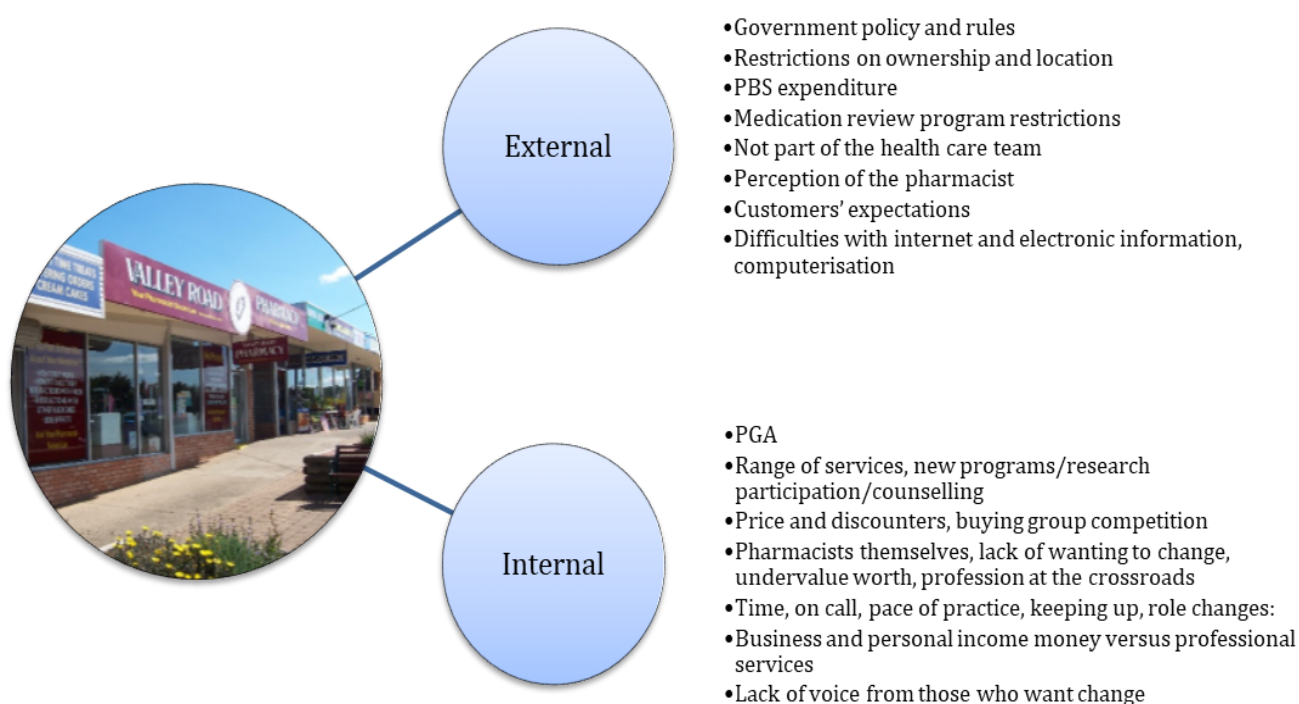 External
•Government policy and rules
•Restrictions on ownership and location
•PBS expenditure
•Medication review program restrictions
•Not part of the health care team
•Perception of the pharmacist
•Customers’ expectations
•Difficulties with internet and electronic information,
computerisation
VALLEY ROAD
PHARMACY
PHARMACY
CREAM CAKES
Internal
•PGA
•Range of services, new programs/research
participation/counselling
•Price and discounters, buying group competition
•Pharmacists themselves, lack of wanting to change,
undervalue worth, profession at the crossroads
•Time, on call, pace of practice, keeping up, role changes:
•Business and personal income money versus professional
services
•Lack of voice from those who want change